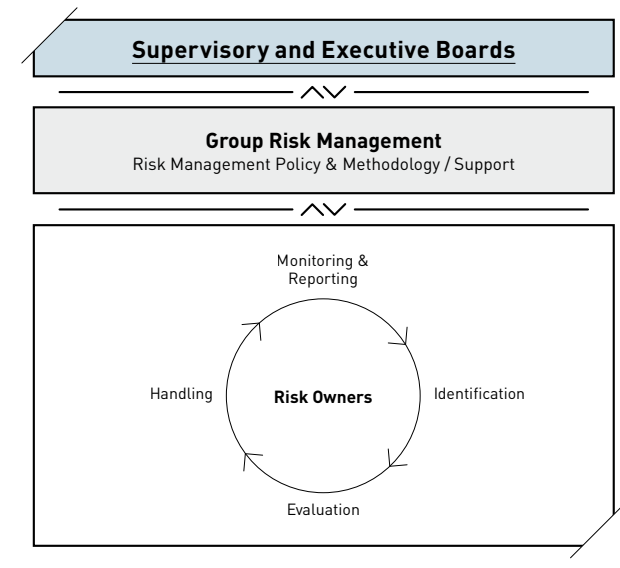 Supervisory and Executive Boards
Group Risk Management
Risk Management Policy & Methodology / Support
Monitoring &
Reporting
Handling
Risk Owners
Identification
Evaluation